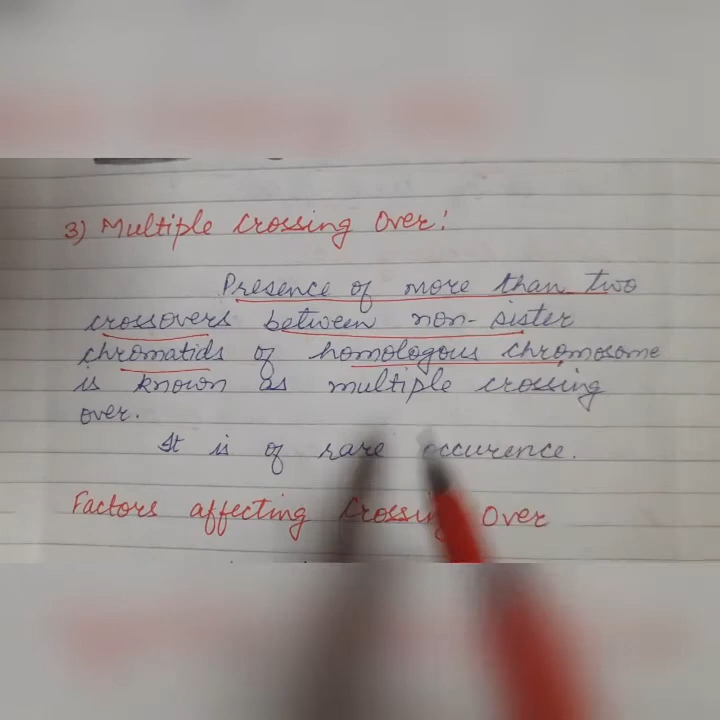 3) Multiple Crossing Over:
Presence of more than two
crossovers between non-sister
chromatids of homologous chromosome
is known as multiple crossing
over.
It is of rare occurence.
Factors affecting Crossing Over